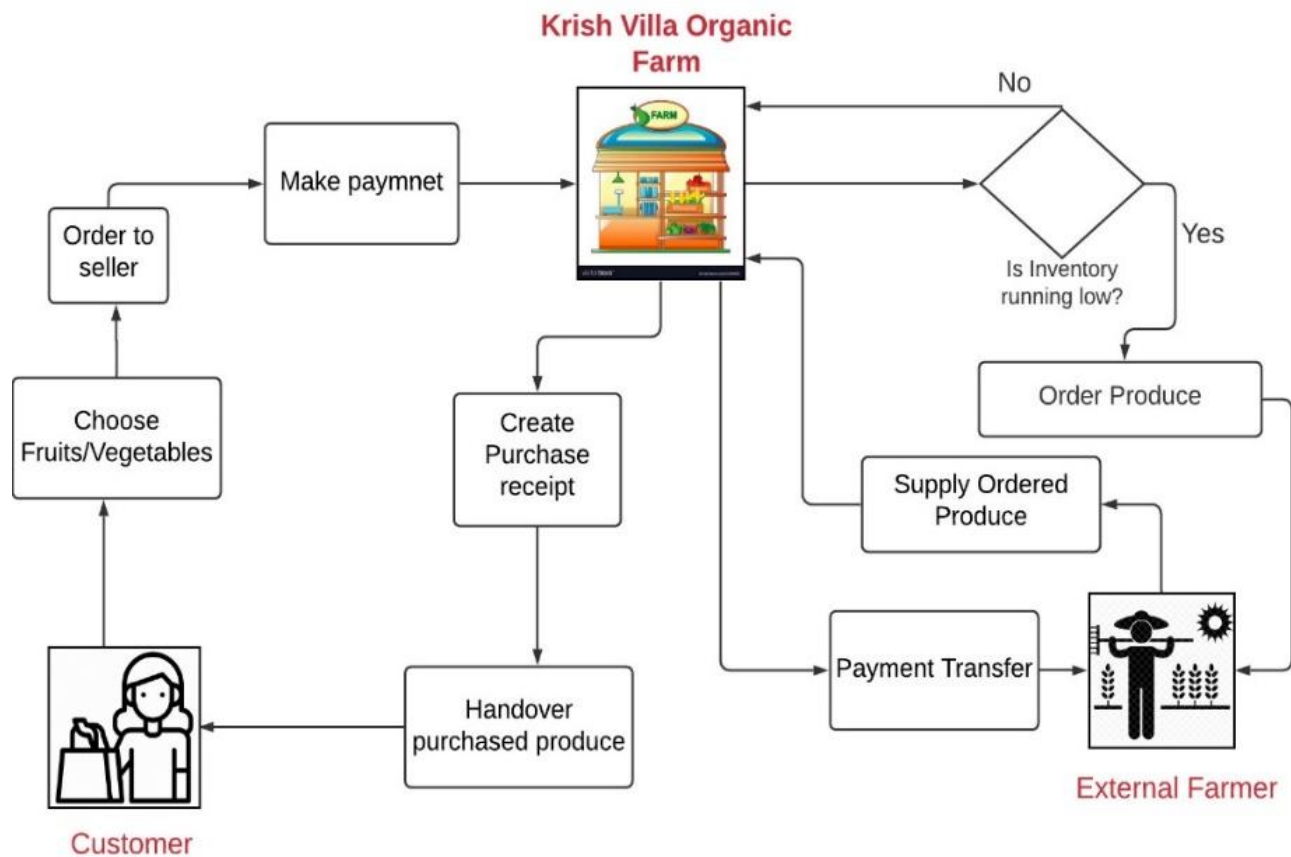 Krish Villa Organic
Farm
FARM
No
Make paymnet
Order to
seller
Yes
Is Inventory
running low?
Order Produce
Choose
Fruits/Vegetables
Create
Purchase
receipt
Supply Ordered
Produce
Payment Transfer
Handover
purchased produce
External Farmer
Customer